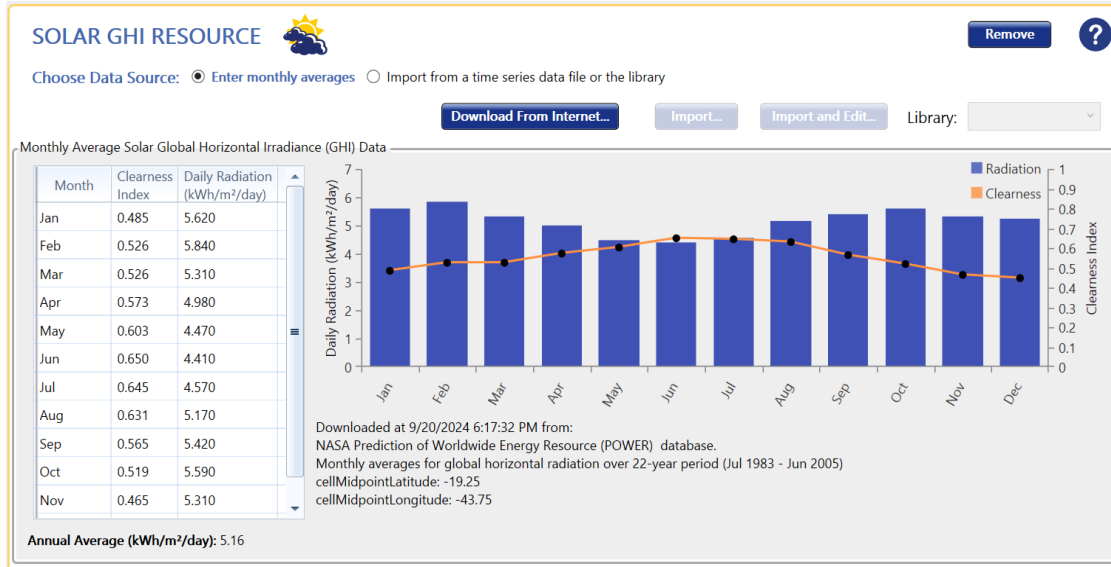 SOLAR GHI RESOURCE
Remove
?
Choose Data Source: Enter monthly averages Import from a time series data file or the library
Download From Internet... Import... Import and Edit... Library:
Monthly Average Solar Global Horizontal Irradiance (GHI) Data
Month Clearness Index Daily Radiation (kWh/m²/day)
Jan 0.485 5.620
Feb 0.526 5.840
Mar 0.526 5.310
Apr 0.573 4.980
May 0.603 4.470
Jun 0.650 4.410
Jul 0.645 4.570
Aug 0.631 5.170
Sep 0.565 5.420
Oct 0.519 5.590
Nov 0.465 5.310
Daily Radiation (kWh/m²/day)
7
6
5
4
3
2
1
0
Radiation
Clearness
1
0.9
0.8
0.7
0.6
0.5
0.4
0.3
0.2
0.1
0
Clearness Index
Jan Feb Mar Apr May Jun Jul Aug Sep Oct Nov Dec
Downloaded at 9/20/2024 6:17:32 PM from:
NASA Prediction of Worldwide Energy Resource (POWER) database.
Monthly averages for global horizontal radiation over 22-year period (Jul 1983 - Jun 2005)
cellMidpointLatitude: -19.25
cellMidpointLongitude: -43.75
Annual Average (kWh/m²/day): 5.16